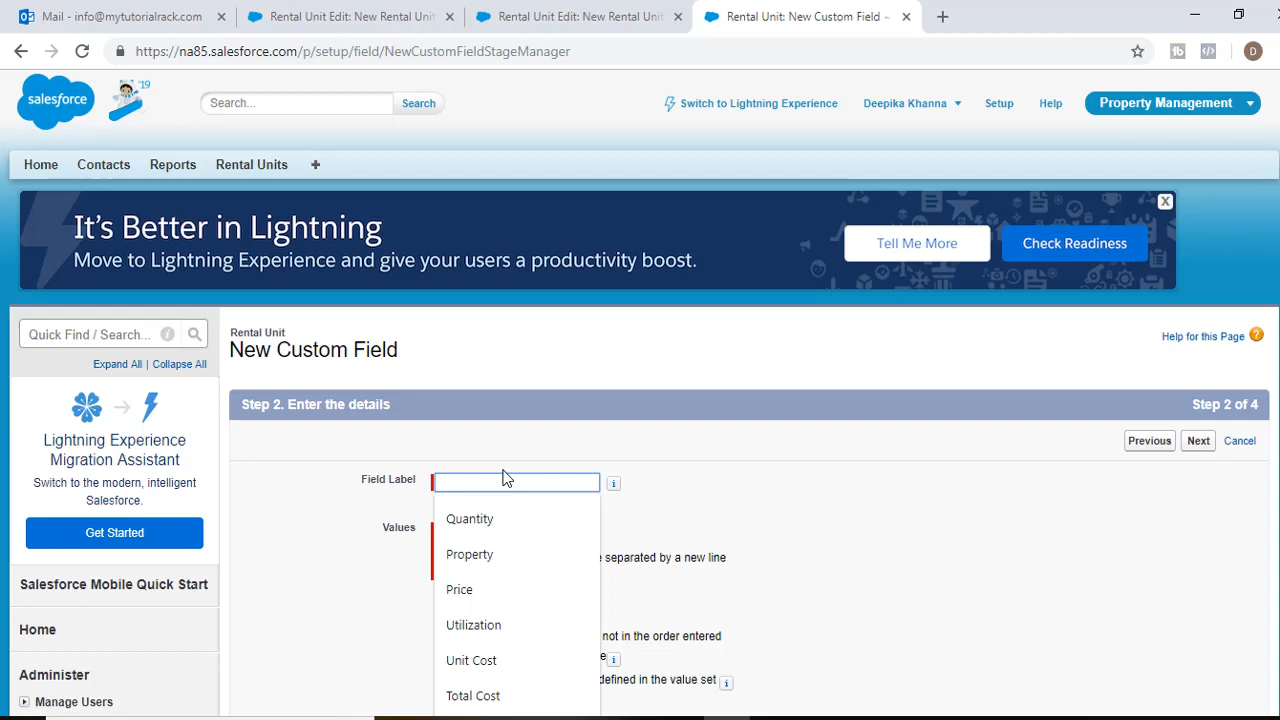 Mail - info@mytutorialrack.com
Rental Unit Edit: New Rental Unit
Rental Unit Edit: New Rental Unit
Rental Unit: New Custom Field ~
https://na85.salesforce.com/p/setup/field/NewCustomFieldStageManager
D
salesforce
'19
Search...
Search
Switch to Lightning Experience
Deepika Khanna
Setup
Help
Property Management
Home
Contacts
Reports
Rental Units
+
It's Better in Lightning
Move to Lightning Experience and give your users a productivity boost.
Tell Me More
Check Readiness
X
Quick Find / Search...
Expand All | Collapse All
Lightning Experience
Migration Assistant
Switch to the modern, intelligent
Salesforce.
Get Started
Salesforce Mobile Quick Start
Home
Administer
Manage Users
Rental Unit
New Custom Field
Help for this Page
Step 2. Enter the details
Step 2 of 4
Previous
Next
Cancel
Field Label
Values
Quantity
Property
Price
Utilization
Unit Cost
Total Cost
separated by a new line
not in the order entered
defined in the value set